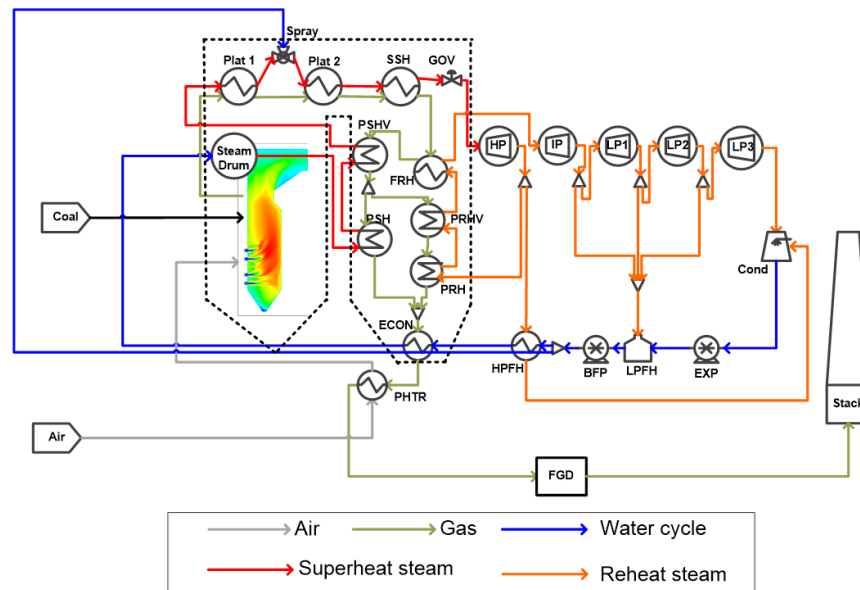 Spray
Plat 1
Plat 2
SSH
GOV
PSHV
Steam
Drum
FRH
HP
IP
LP1
LP2
LP3
Coal
PSH
PRHV
PRH
Cond
ECON
HPFH
BFP
LPFH
EXP
PHTR
Stack
Air
FGD
Air
Gas
Water cycle
Superheat steam
Reheat steam